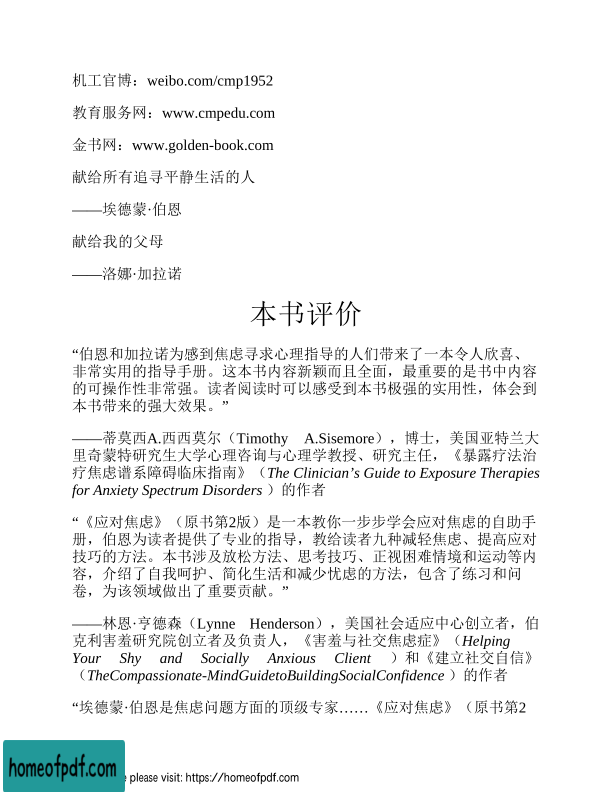 机工官博：weibo.com/cmp1952
教育服务网：www.cmpedu.com
金书网：www.golden-book.com
献给所有追寻平静生活的人
——埃德蒙·伯恩
献给我的父母
——洛娜·加拉诺
本书评价
“伯恩和加拉诺为感到焦虑寻求心理指导的人们带来了一本令人欣喜、
非常实用的指导手册。这本书内容新颖而且全面，最重要的是书中内容
的可操作性非常强。读者阅读时可以感受到本书极强的实用性，体会到
本书带来的强大效果。”
——蒂莫西A.西西莫尔（Timothy A.Sisemore），博士，美国亚特兰大
里奇蒙特研究生大学心理咨询与心理学教授、研究主任，《暴露疗法治
疗焦虑谱系障碍临床指南》（The Clinician’s Guide to Exposure Therapies
for Anxiety Spectrum Disorders ）的作者
“《应对焦虑》（原书第2版）是一本教你一步步学会应对焦虑的自助手
册，伯恩为读者提供了专业的指导，教给读者九种减轻焦虑、提高应对
技巧的方法。本书涉及放松方法、思考技巧、正视困难情境和运动等内
容，介绍了自我呵护、简化生活和减少忧虑的方法，包含了练习和问
卷，为该领域做出了重要贡献。”
——林恩·亨德森（Lynne Henderson），美国社会适应中心创立者，伯
克利害羞研究院创立者及负责人，《害羞与社交焦虑症》（Helping
Your Shy and Socially Anxious Client ）和《建立社交自信》
（TheCompassionate-MindGuidetoBuildingSocialConfidence ）的作者
“埃德蒙·伯恩是焦虑问题方面的顶级专家……《应对焦虑》（原书第2
homeofpdf.com
e please visit: https://homeofpdf.com